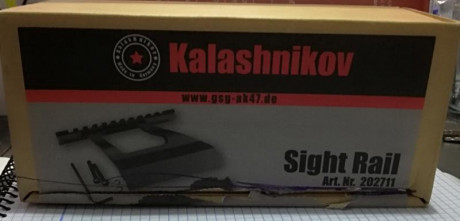 Kalashnikov
www.gsg-ak47.de
Sight Rail
Art. Nr. 202711